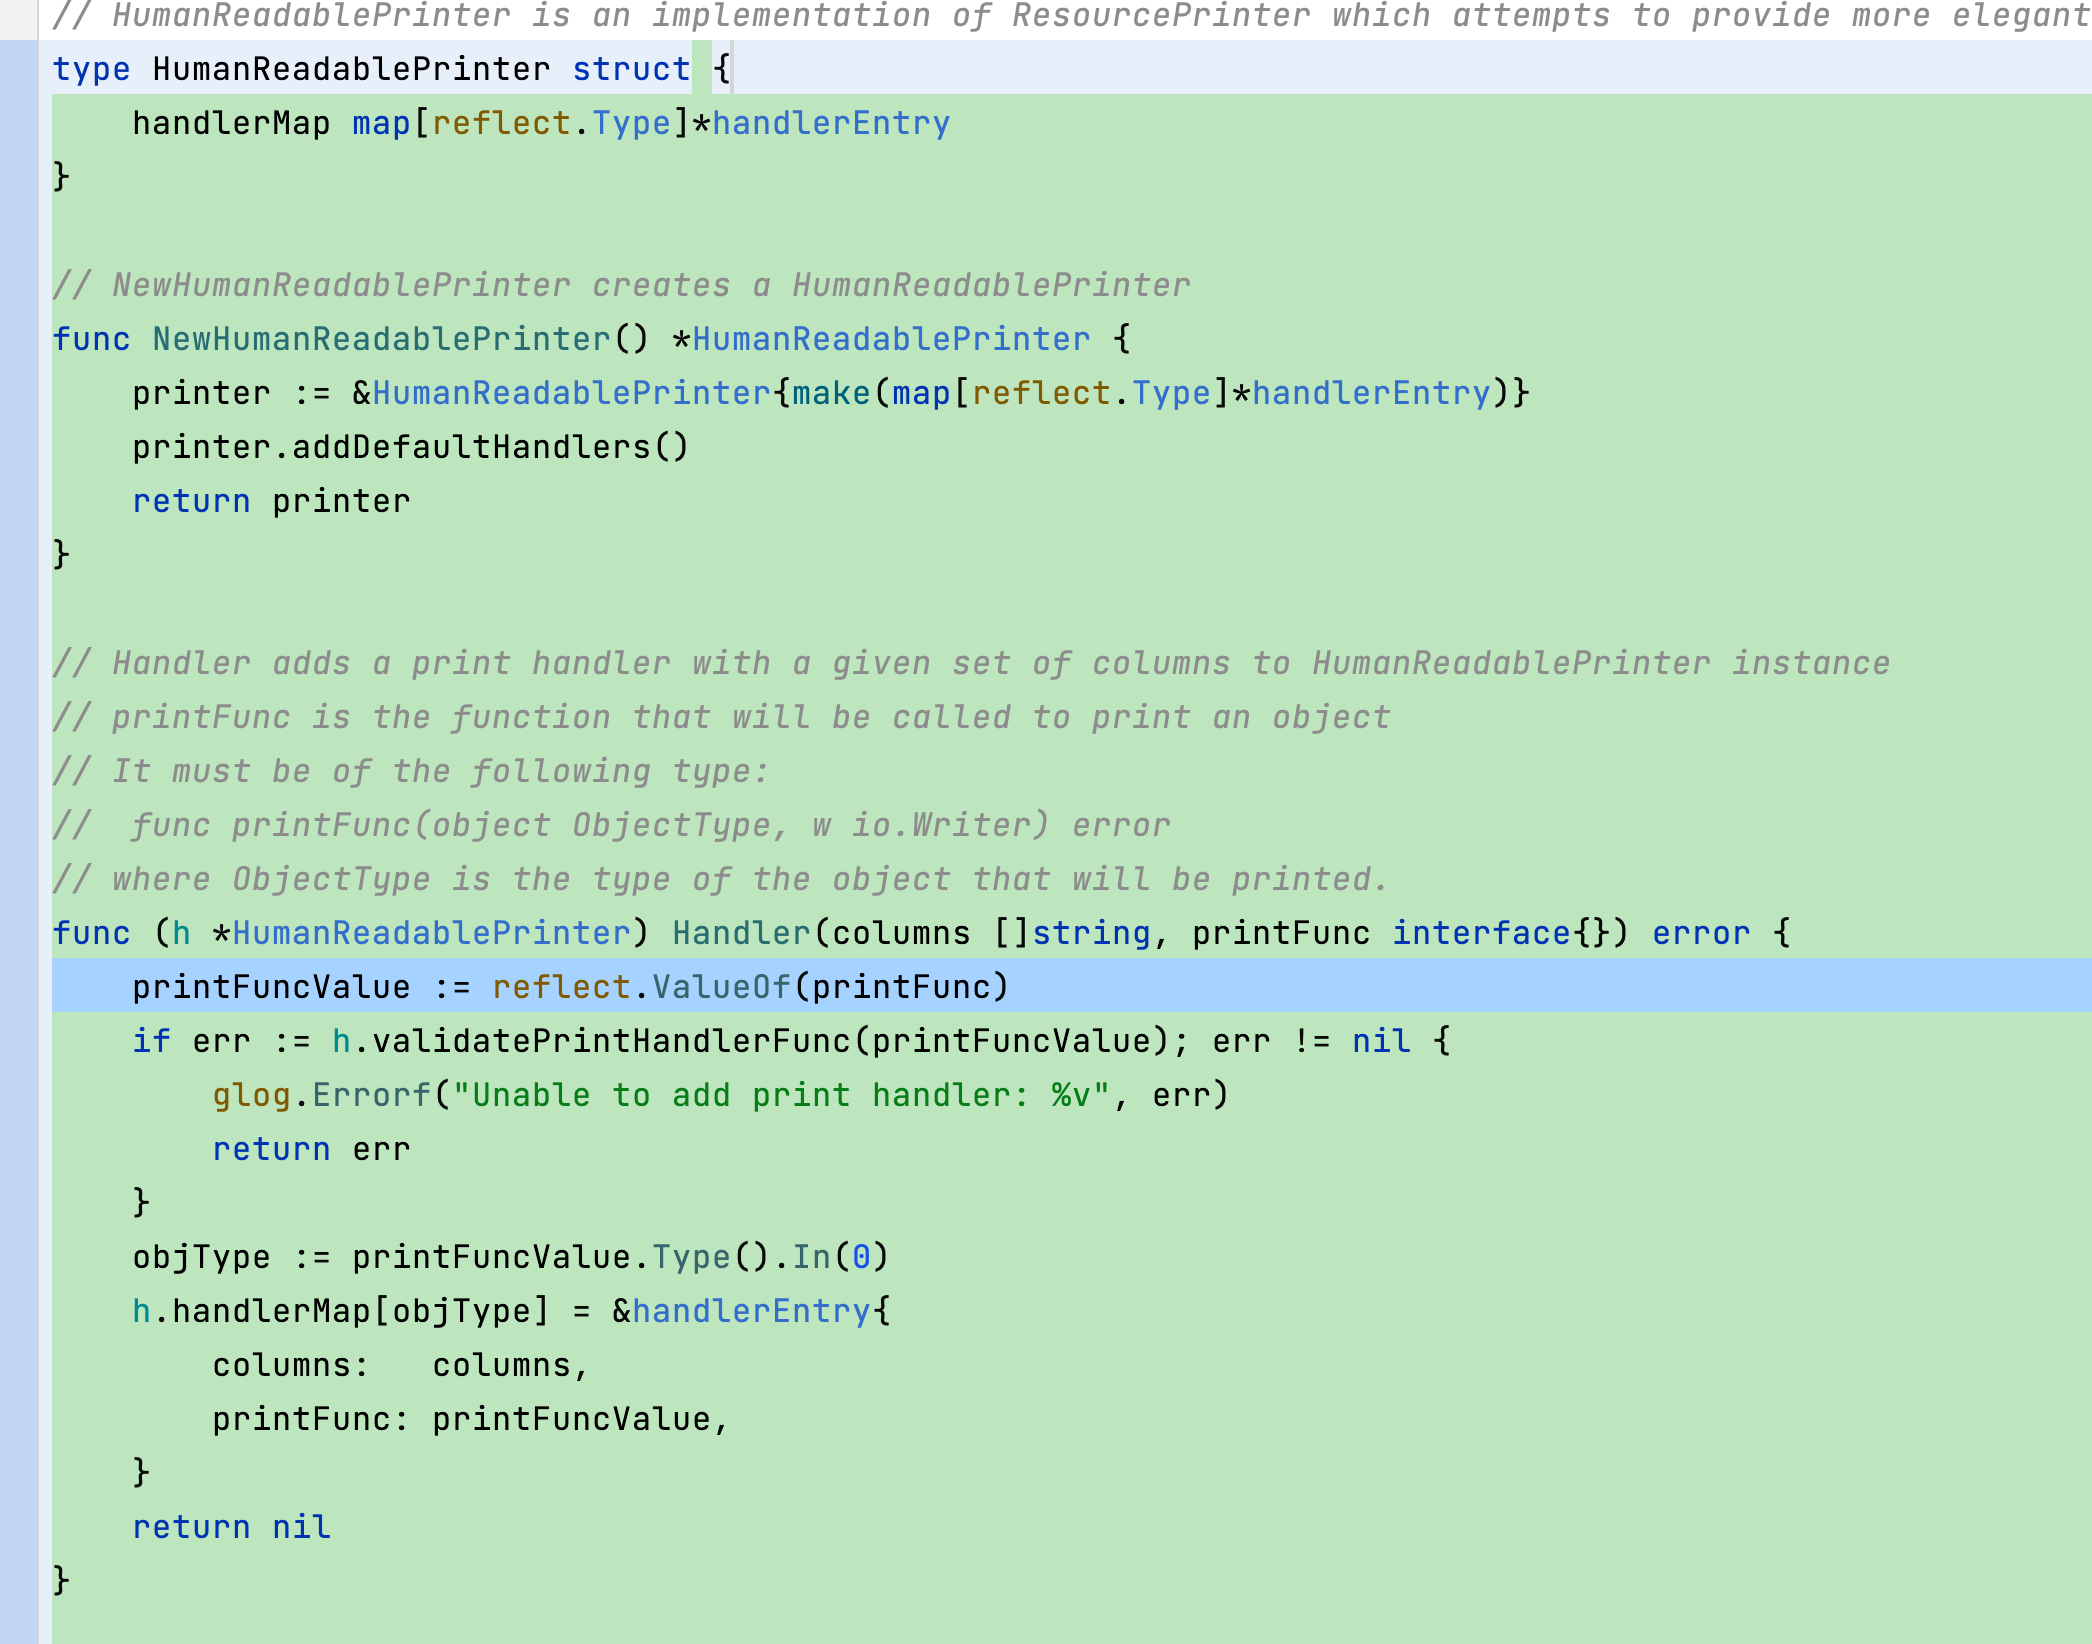 // HumanReadablePrinter is an implementation of ResourcePrinter which attempts to provide more elegant
type HumanReadablePrinter struct {
    handlerMap map[reflect.Type]*handlerEntry
}

// NewHumanReadablePrinter creates a HumanReadablePrinter
func NewHumanReadablePrinter() *HumanReadablePrinter {
    printer := &HumanReadablePrinter{make(map[reflect.Type]*handlerEntry)}
    printer.addDefaultHandlers()
    return printer
}

// Handler adds a print handler with a given set of columns to HumanReadablePrinter instance
// printFunc is the function that will be called to print an object
// It must be of the following type:
//  func printFunc(object ObjectType, w io.Writer) error
// where ObjectType is the type of the object that will be printed.
func (h *HumanReadablePrinter) Handler(columns []string, printFunc interface{}) error {
    printFuncValue := reflect.ValueOf(printFunc)
    if err := h.validatePrintHandlerFunc(printFuncValue); err != nil {
        glog.Errorf("Unable to add print handler: %v", err)
        return err
    }
    objType := printFuncValue.Type().In(0)
    h.handlerMap[objType] = &handlerEntry{
        columns:   columns,
        printFunc: printFuncValue,
    }
    return nil
}